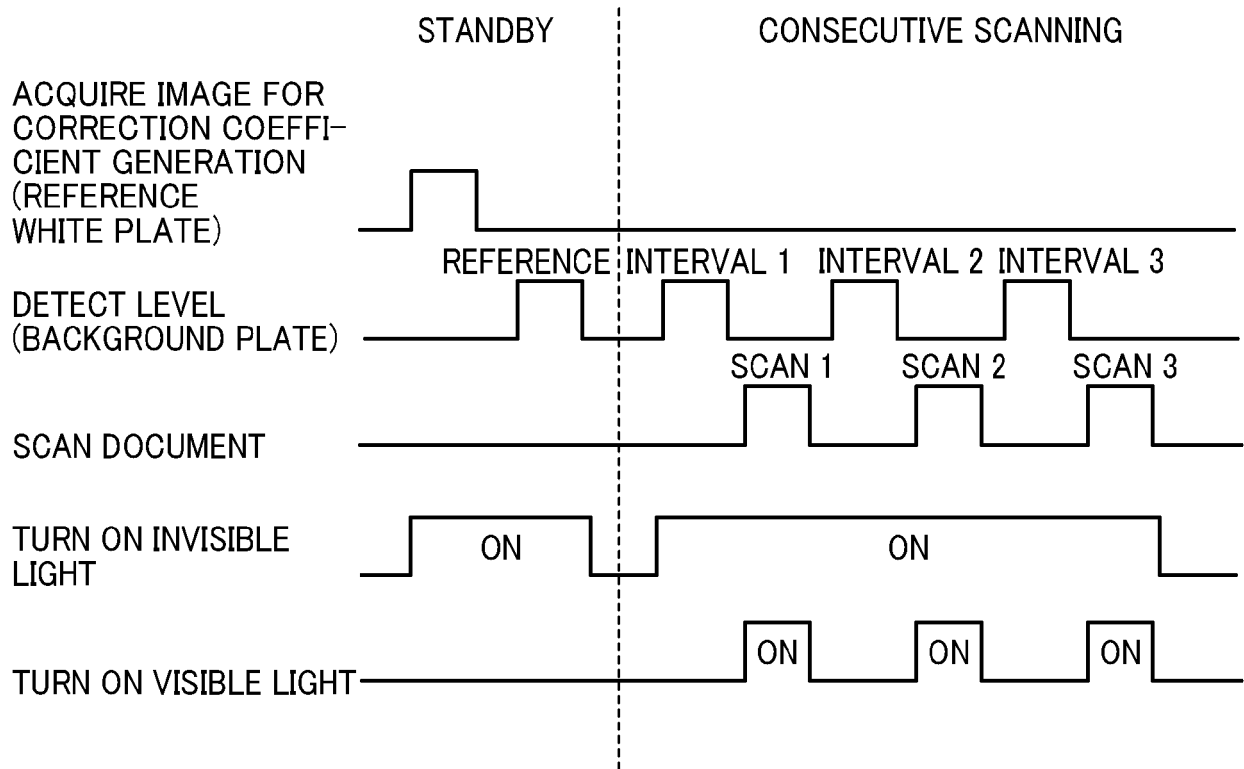 STANDBY
CONSECUTIVE SCANNING
ACQUIRE IMAGE FOR
CORRECTION COEFFI-
CIENT GENERATION
(REFERENCE
WHITE PLATE)
REFERENCE
INTERVAL 1
INTERVAL 2
INTERVAL 3
DETECT LEVEL
(BACKGROUND PLATE)
SCAN 1
SCAN 2
SCAN 3
SCAN DOCUMENT
TURN ON INVISIBLE
LIGHT
ON
ON
TURN ON VISIBLE LIGHT
ON
ON
ON